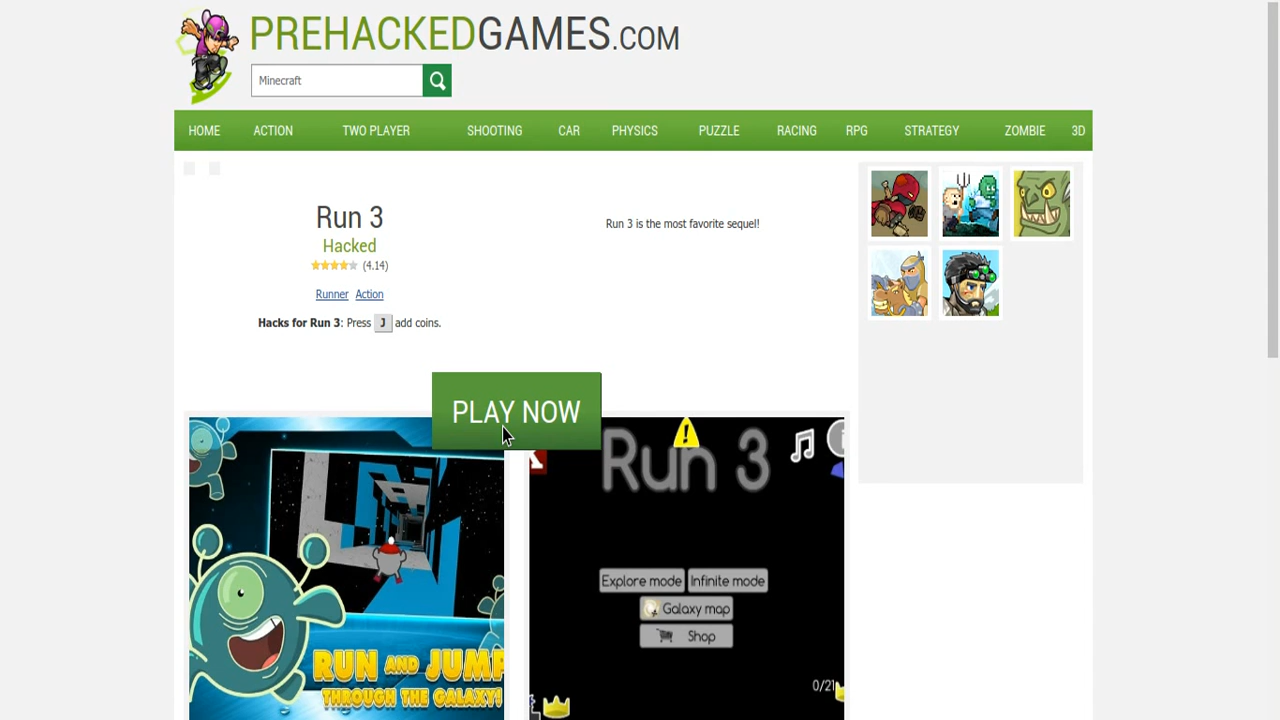 PREHACKEDGAMES.COM
Minecraft
HOME ACTION TWO PLAYER SHOOTING CAR PHYSICS PUZZLE RACING RPG STRATEGY ZOMBIE 3D
Run 3
Hacked
(4.14)
Runner Action
Hacks for Run 3: Press J add coins.
Run 3 is the most favorite sequel!
PLAY NOW
RUN AND JUMP
THROUGH THE GALAXY!
Run 3
Explore mode Infinite mode
Galaxy map
Shop
0/21